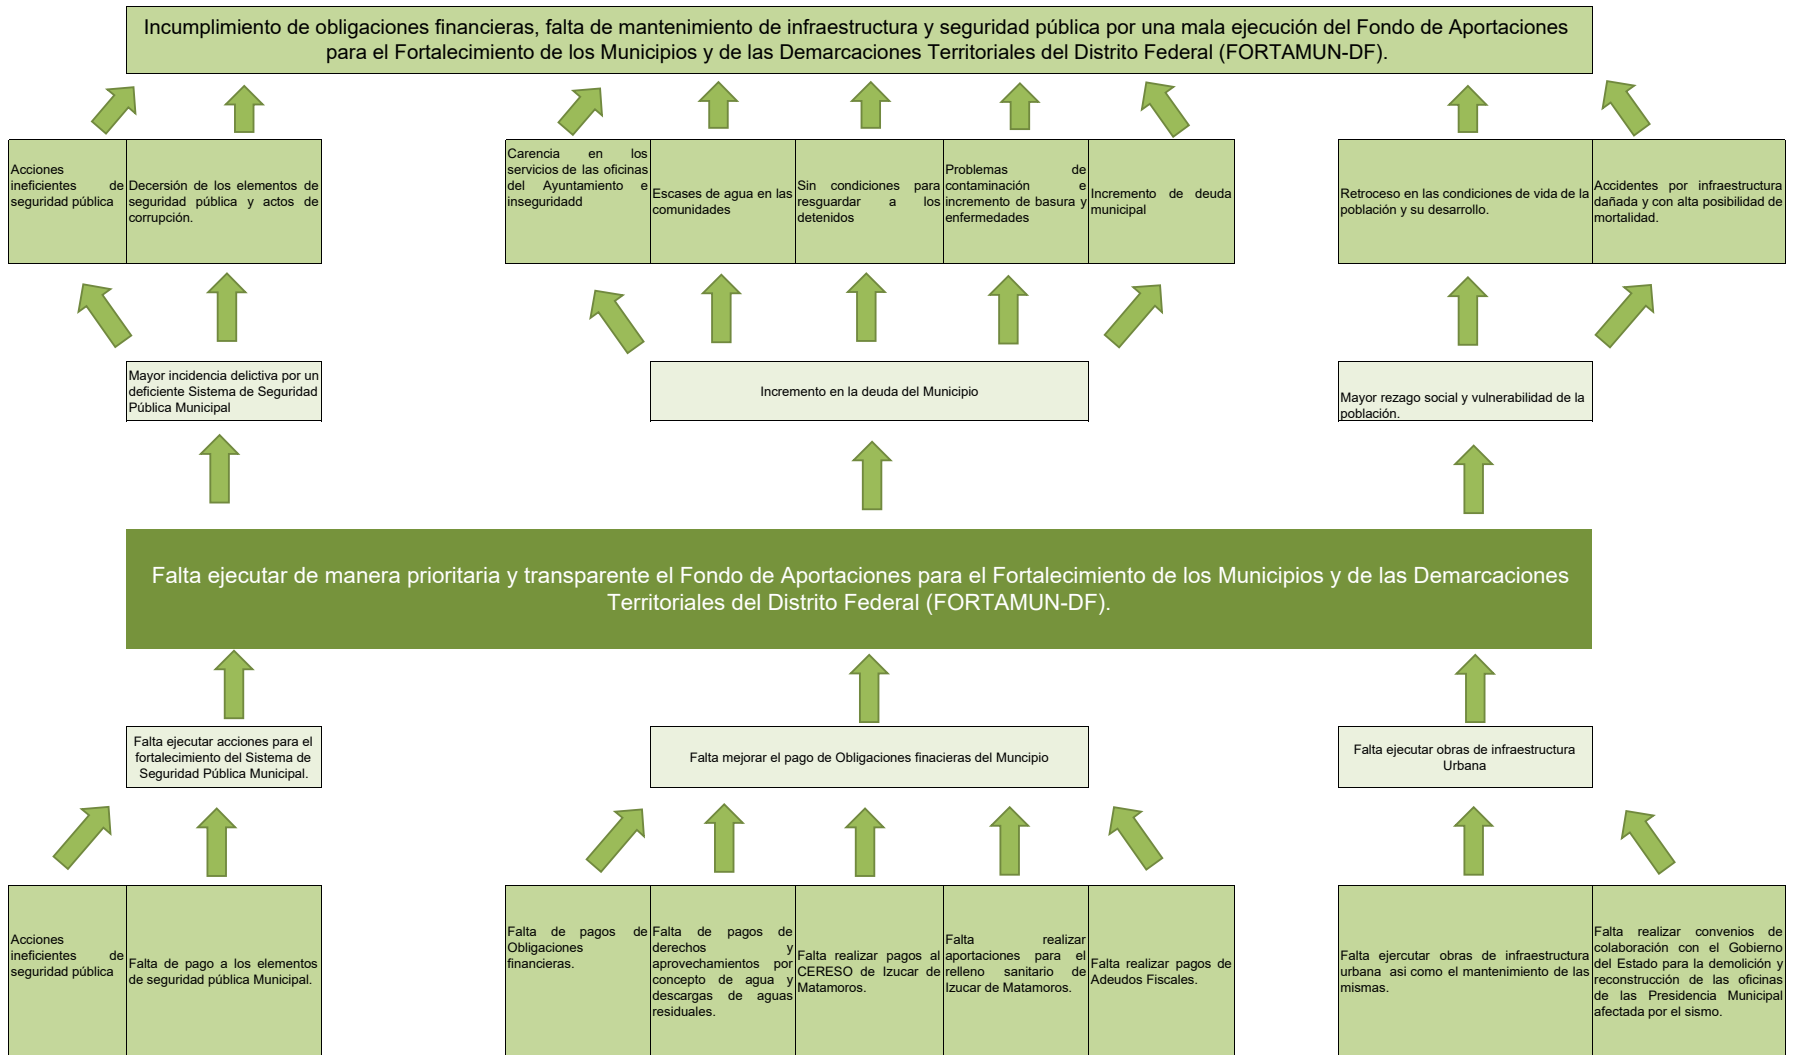 Incumplimiento de obligaciones financieras, falta de mantenimiento de infraestructura y seguridad pública por una mala ejecución del Fondo de Aportaciones
para el Fortalecimiento de los Municipios y de las Demarcaciones Territoriales del Distrito Federal (FORTAMUN-DF).
Acciones
ineficientes de
seguridad pública
Decersión de los elementos de
seguridad pública y actos de
corrupción.
Carencia en los
servicios de las oficinas
del Ayuntamiento e
inseguridadd
Escases de agua en las
comunidades
Sin condiciones para
resguardar a los
detenidos
Problemas de
contaminación e
incremento de basura y
enfermedades
Incremento de deuda
municipal
Retroceso en las condiciones de vida de la
población y su desarrollo.
Accidentes por infraestructura
dañada y con alta posibilidad de
mortalidad.
Mayor incidencia delictiva por un
deficiente Sistema de Seguridad
Pública Municipal
Incremento en la deuda del Municipio
Mayor rezago social y vulnerabilidad de la
población.
Falta ejecutar de manera prioritaria y transparente el Fondo de Aportaciones para el Fortalecimiento de los Municipios y de las Demarcaciones
Territoriales del Distrito Federal (FORTAMUN-DF).
Falta ejecutar acciones para el
fortalecimiento del Sistema de
Seguridad Pública Municipal.
Falta mejorar el pago de Obligaciones finacieras del Muncipio
Falta ejecutar obras de infraestructura
Urbana
Acciones
ineficientes de
seguridad pública
Falta de pago a los elementos
de seguridad pública Municipal.
Falta de pagos de
Obligaciones
financieras.
Falta de pagos de
derechos y
aprovechamientos por
concepto de agua y
descargas de aguas
residuales.
Falta realizar pagos al
CERESO de Izucar de
Matamoros.
Falta realizar
aportaciones para el
relleno sanitario de
Izucar de Matamoros.
Falta realizar pagos de
Adeudos Fiscales.
Falta ejercutar obras de infraestructura
urbana asi como el mantenimiento de las
mismas.
Falta realizar convenios de
colaboración con el Gobierno
del Estado para la demolición y
reconstrucción de las oficinas
de las Presidencia Municipal
afectada por el sismo.